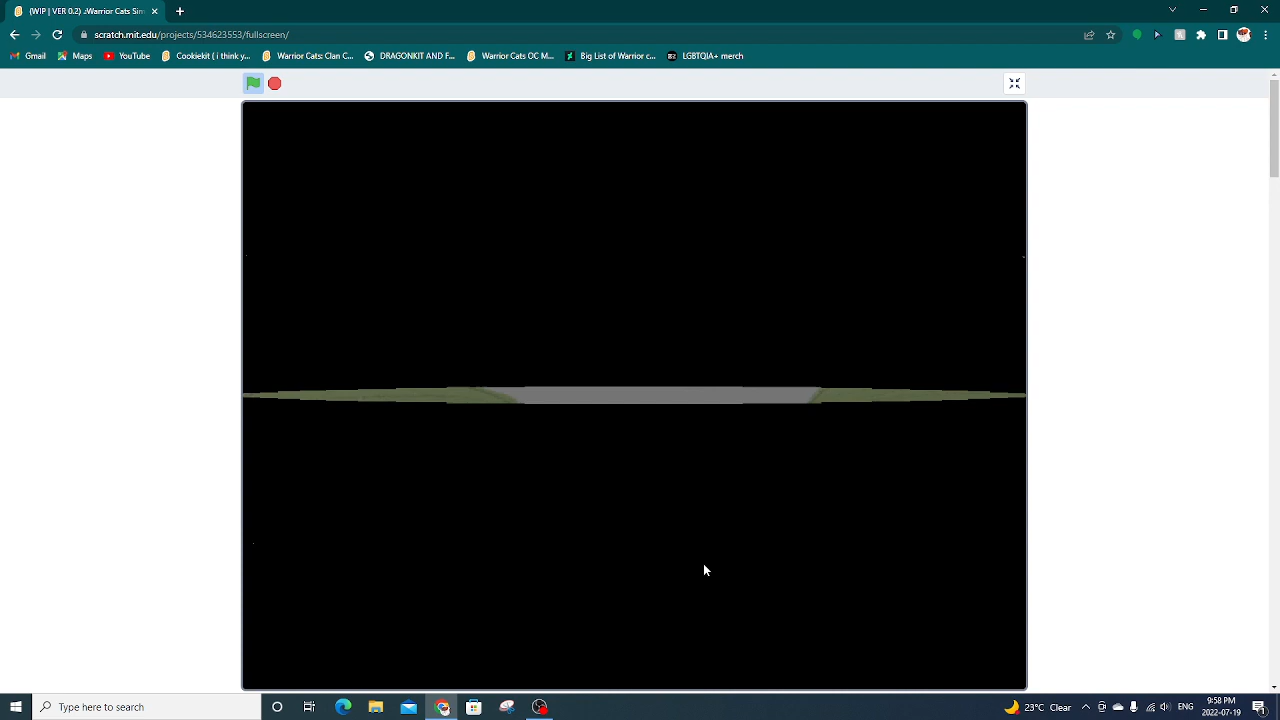 (WIP | VER 0.2) :Warrior Cats Sim
scratch.mit.edu/projects/534623553/fullscreen/
Gmail Maps YouTube Cookiekit ( i think y... Warrior Cats: Clan C... DRAGONKIT AND F... Warrior Cats OC M... Big List of Warrior c... LGBTQIA+ merch
Type here to search
23°C Clear
ENG
9:58 PM
2022-07-19